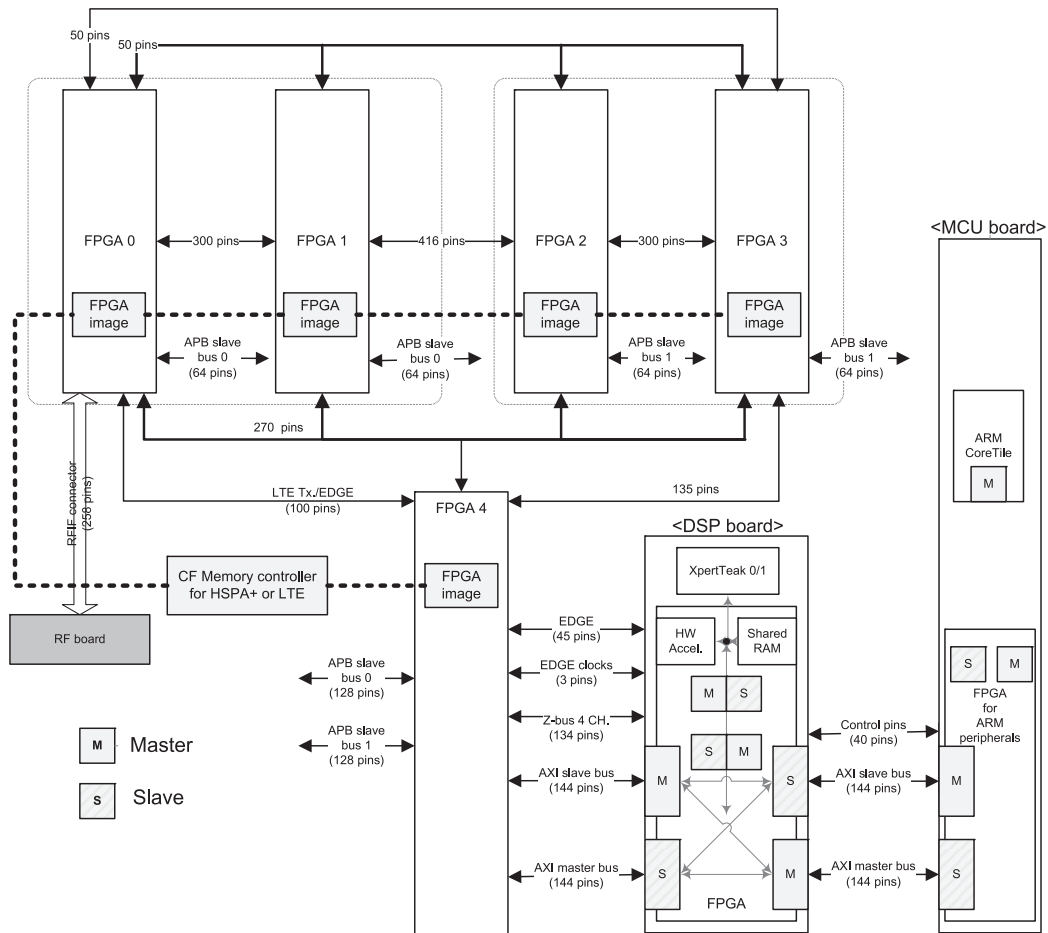 50 pins
50 pins
FPGA 0
300 pins
FPGA 1
416 pins
FPGA 2
300 pins
FPGA 3
<MCU board>
FPGA
image
FPGA
image
FPGA
image
FPGA
image
APB slave
bus 0
(64 pins)
APB slave
bus 0
(64 pins)
APB slave
bus 1
(64 pins)
APB slave
bus 1
(64 pins)
270 pins
ARM
CoreTile
M
RFIF connector
(258 pins)
LTE Tx./EDGE
(100 pins)
FPGA 4
135 pins
<DSP board>
XpertTeak 0/1
CF Memory controller
for HSPA+ or LTE
FPGA
image
RF board
EDGE
(45 pins)
HW
Accel.
Shared
RAM
S
M
FPGA
for
ARM
peripherals
APB slave
bus 0
(128 pins)
EDGE clocks
(3 pins)
M
S
Z-bus 4 CH.
(134 pins)
Control pins
(40 pins)
M
Master
APB slave
bus 1
(128 pins)
S
M
AXI slave bus
(144 pins)
M
S
AXI slave bus
(144 pins)
M
S
Slave
AXI master bus
(144 pins)
S
M
AXI master bus
(144 pins)
S
FPGA